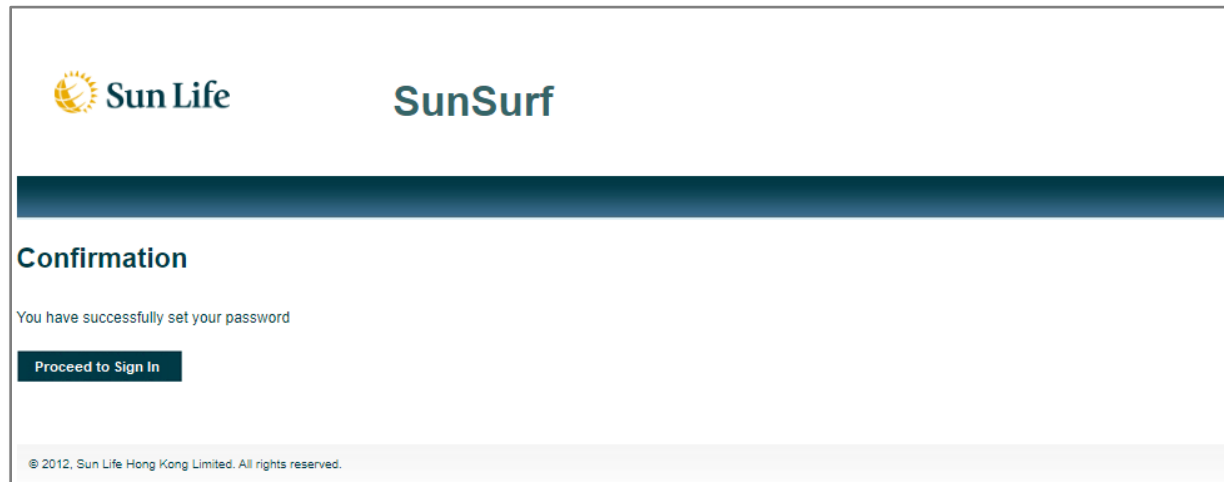 Sun Life
SunSurf
Confirmation
You have successfully set your password
Proceed to Sign In
© 2012, Sun Life Hong Kong Limited. All rights reserved.